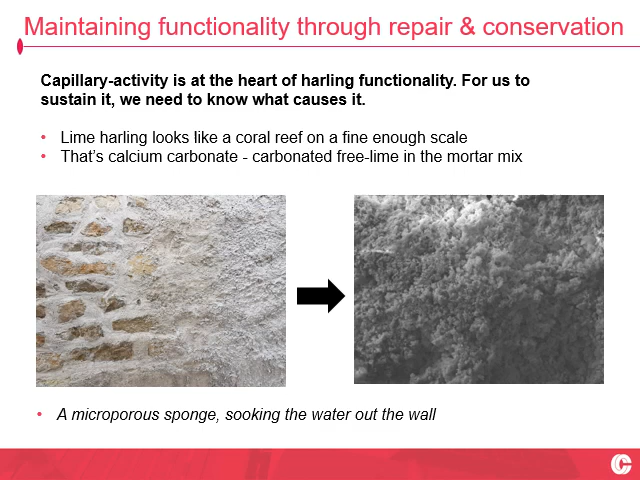 Maintaining functionality through repair & conservation
Capillary-activity is at the heart of harling functionality. For us to
sustain it, we need to know what causes it.
• Lime harling looks like a coral reef on a fine enough scale
• That’s calcium carbonate - carbonated free-lime in the mortar mix
• A microporous sponge, sooking the water out the wall